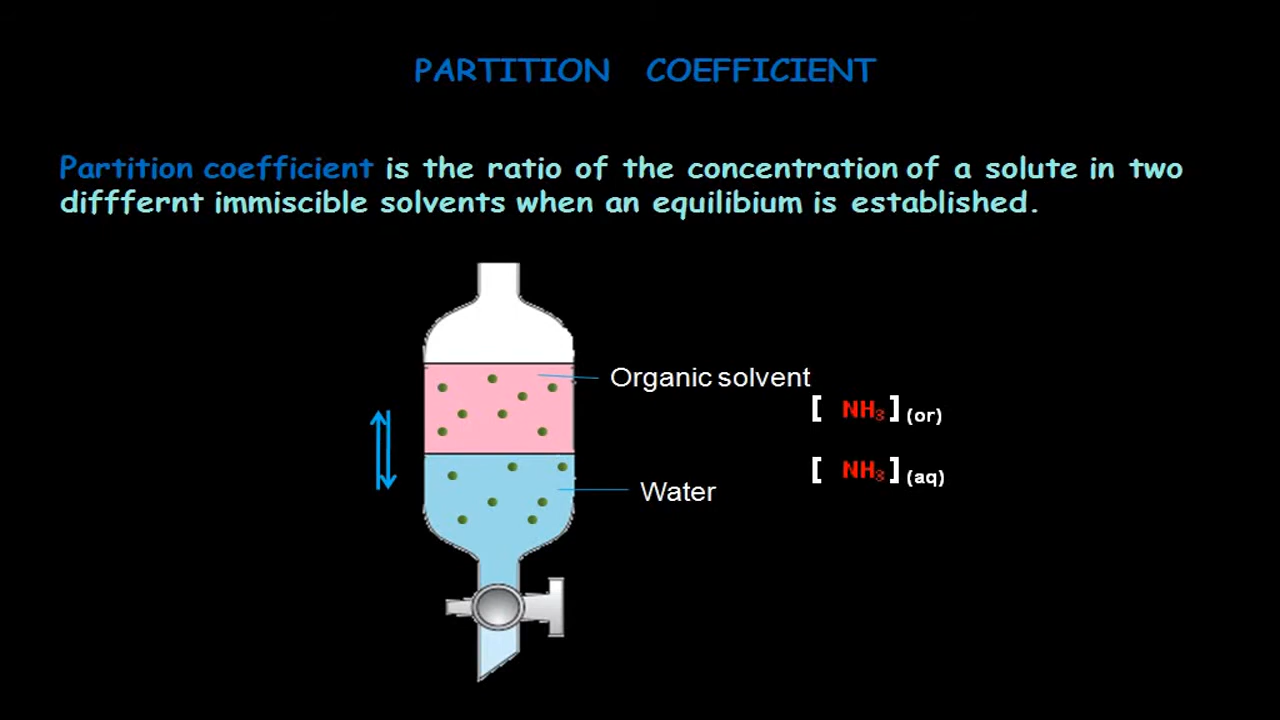 PARTITION COEFFICIENT
Partition coefficient is the ratio of the concentration of a solute in two
difffernt immiscible solvents when an equilibium is established.
Organic solvent
[ NH₃ ] (or)
[ NH₃ ] (aq)
Water